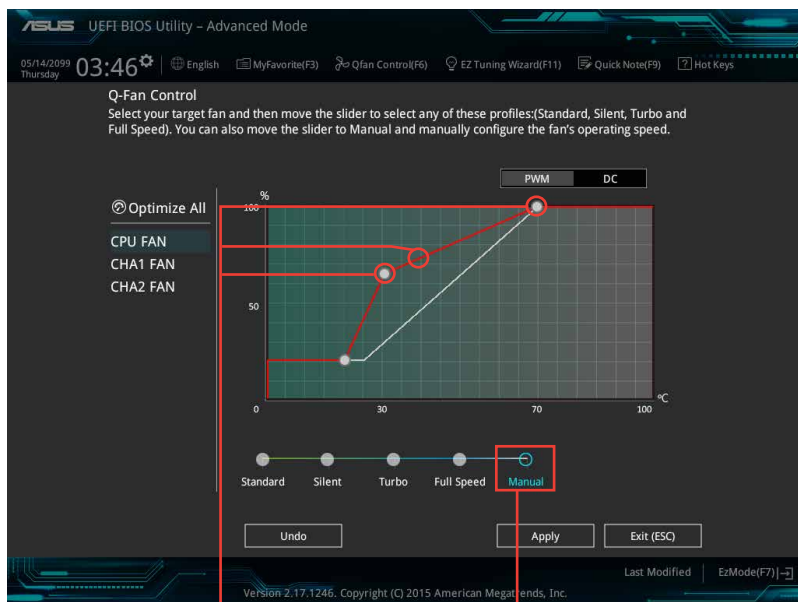 ASUS UEFI BIOS Utility – Advanced Mode
05/14/2099
Thursday
03:46
English MyFavorite(F3) Qfan Control(F6) EZ Tuning Wizard(F11) Quick Note(F9) ? Hot Keys
Q-Fan Control
Select your target fan and then move the slider to select any of these profiles:(Standard, Silent, Turbo and
Full Speed). You can also move the slider to Manual and manually configure the fan's operating speed.
PWM DC
Optimize All
CPU FAN
CHA1 FAN
CHA2 FAN
%
100
50
0 30 70 100
ºC
Standard Silent Turbo Full Speed Manual
Undo Apply Exit (ESC)
Last Modified EzMode(F7)
Version 2.17.1246. Copyright (C) 2015 American Megatrends, Inc.